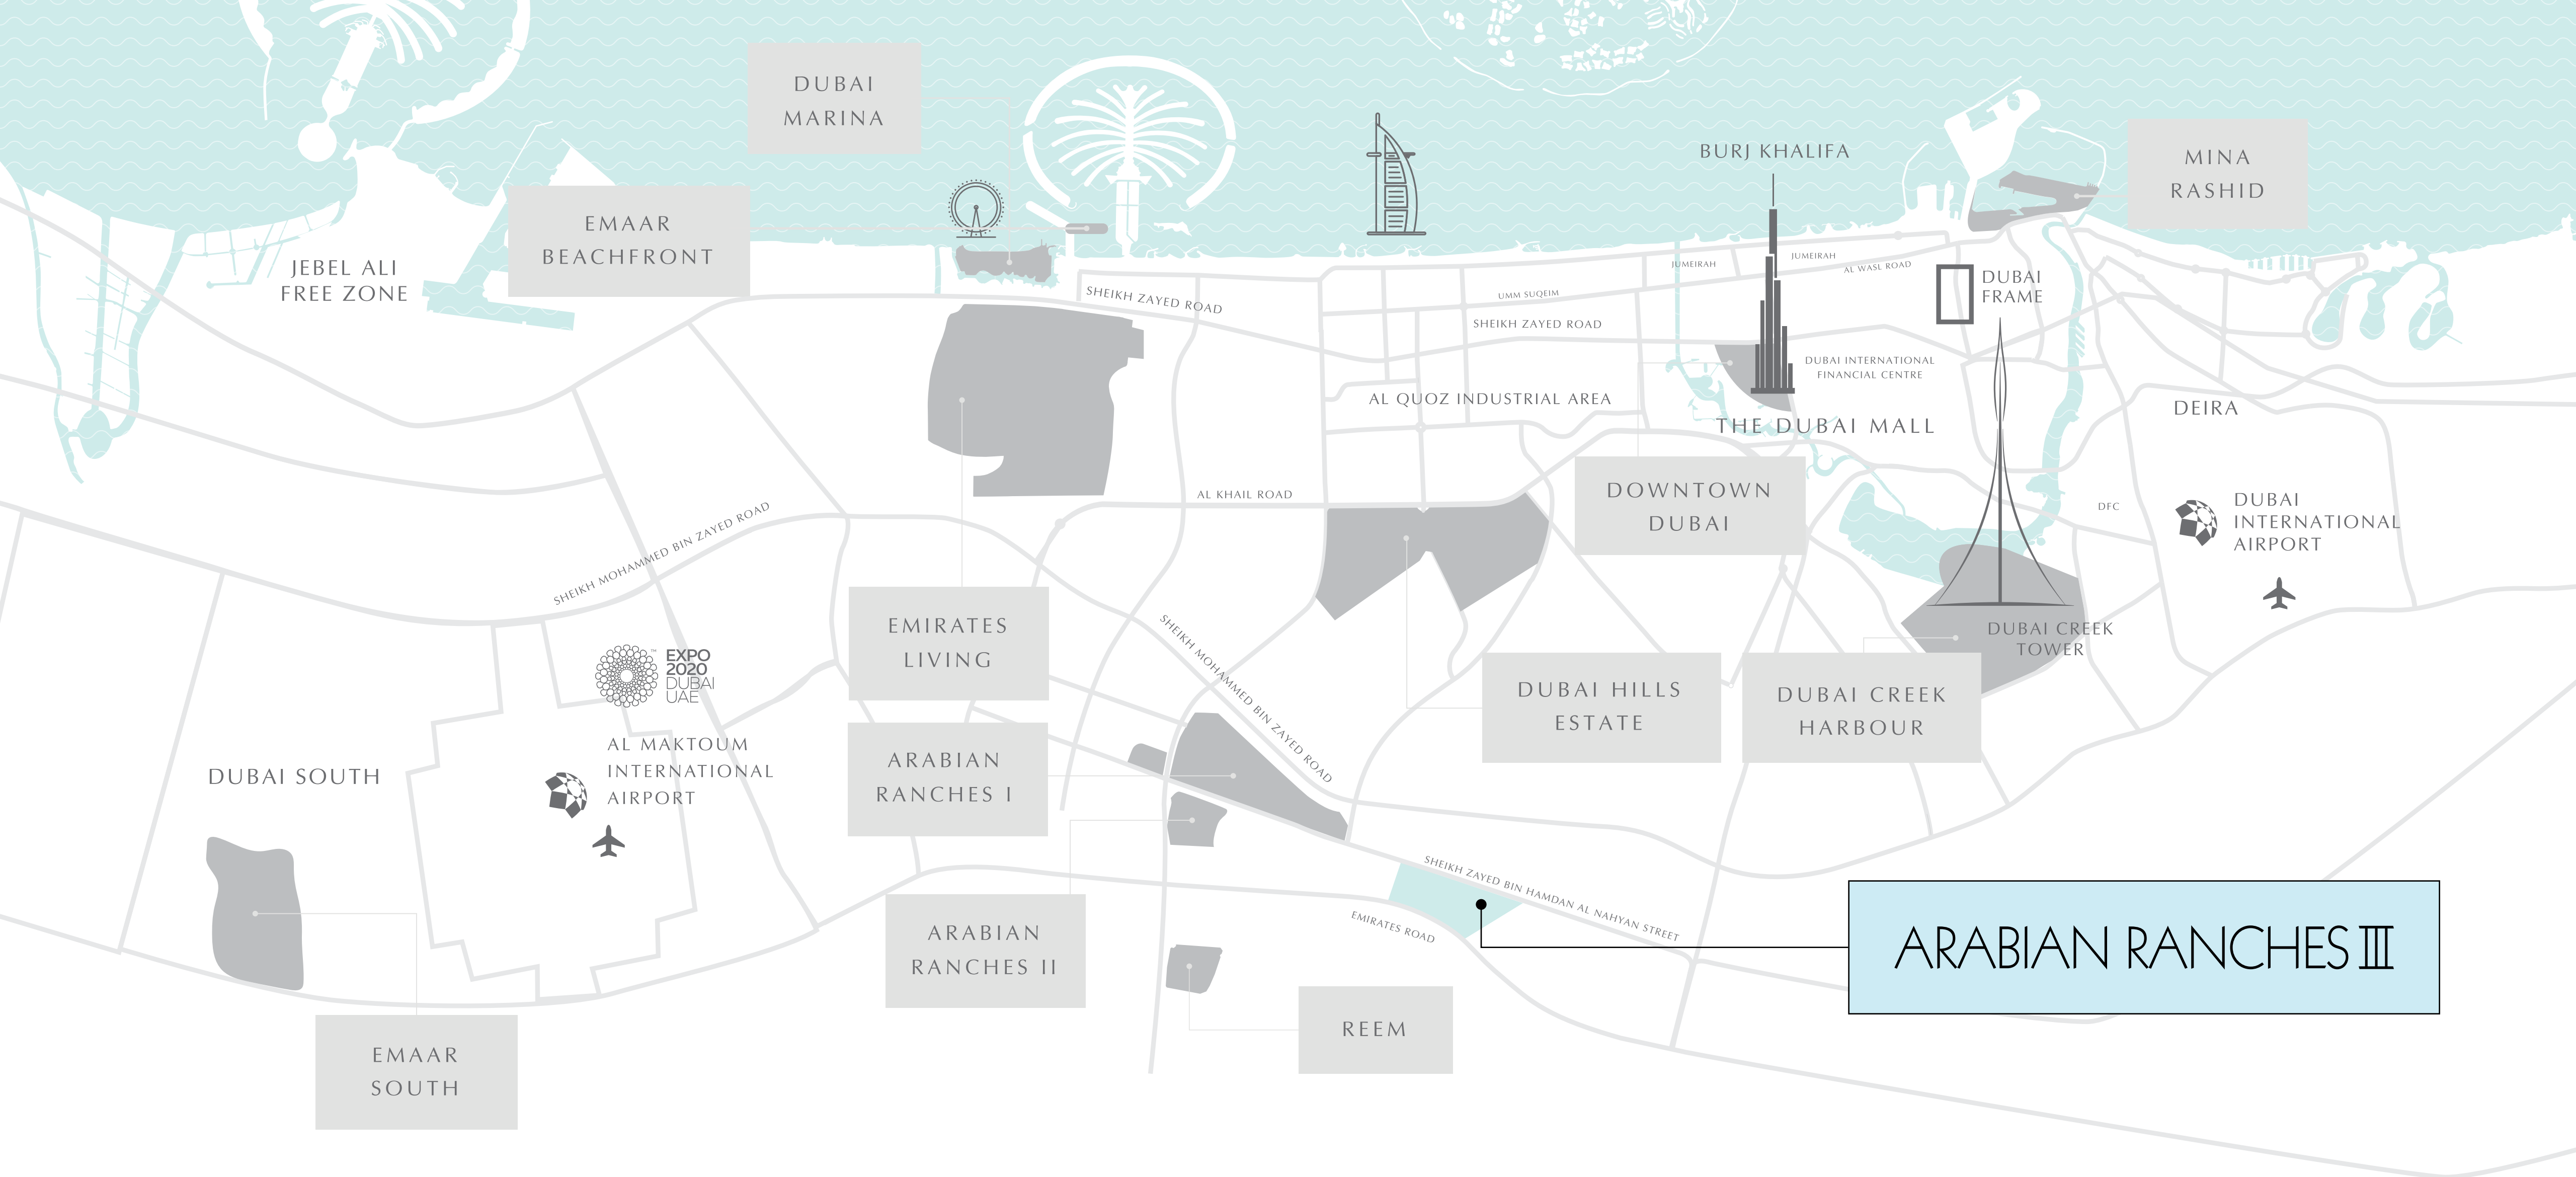 DUBAI
MARINA
BURJ KHALIFA
MINA
RASHID
EMAAR
BEACHFRONT
JEBEL ALI
FREE ZONE
JUMEIRAH
JUMEIRAH
AL WASL ROAD
DUBAI
FRAME
SHEIKH ZAYED ROAD
UMM SUQEIM
SHEIKH ZAYED ROAD
DUBAI INTERNATIONAL
FINANCIAL CENTRE
AL QUOZ INDUSTRIAL AREA
THE DUBAI MALL
DEIRA
AL KHAIL ROAD
DOWNTOWN
DUBAI
DFC
DUBAI
INTERNATIONAL
AIRPORT
SHEIKH MOHAMMED BIN ZAYED ROAD
EMIRATES
LIVING
SHEIKH MOHAMMED BIN ZAYED ROAD
DUBAI CREEK
TOWER
EXPO
2020
DUBAI
UAE
™
DUBAI HILLS
ESTATE
DUBAI CREEK
HARBOUR
AL MAKTOUM
INTERNATIONAL
AIRPORT
DUBAI SOUTH
ARABIAN
RANCHES I
SHEIKH ZAYED BIN HAMDAN AL NAHYAN STREET
EMIRATES ROAD
ARABIAN
RANCHES II
ARABIAN RANCHES III
REEM
EMAAR
SOUTH